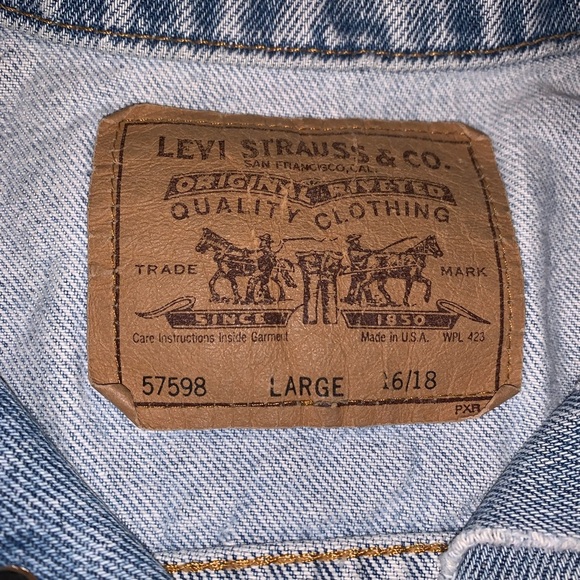 LEVI STRAUSS & CO.
SAN FRANCISCO, CAL.
ORIGINAL RIVETED
QUALITY CLOTHING
TRADE MARK
SINCE 1850
Care Instructions Inside Garment Made in U.S.A. WPL 423
57598 LARGE 16/18
PXR